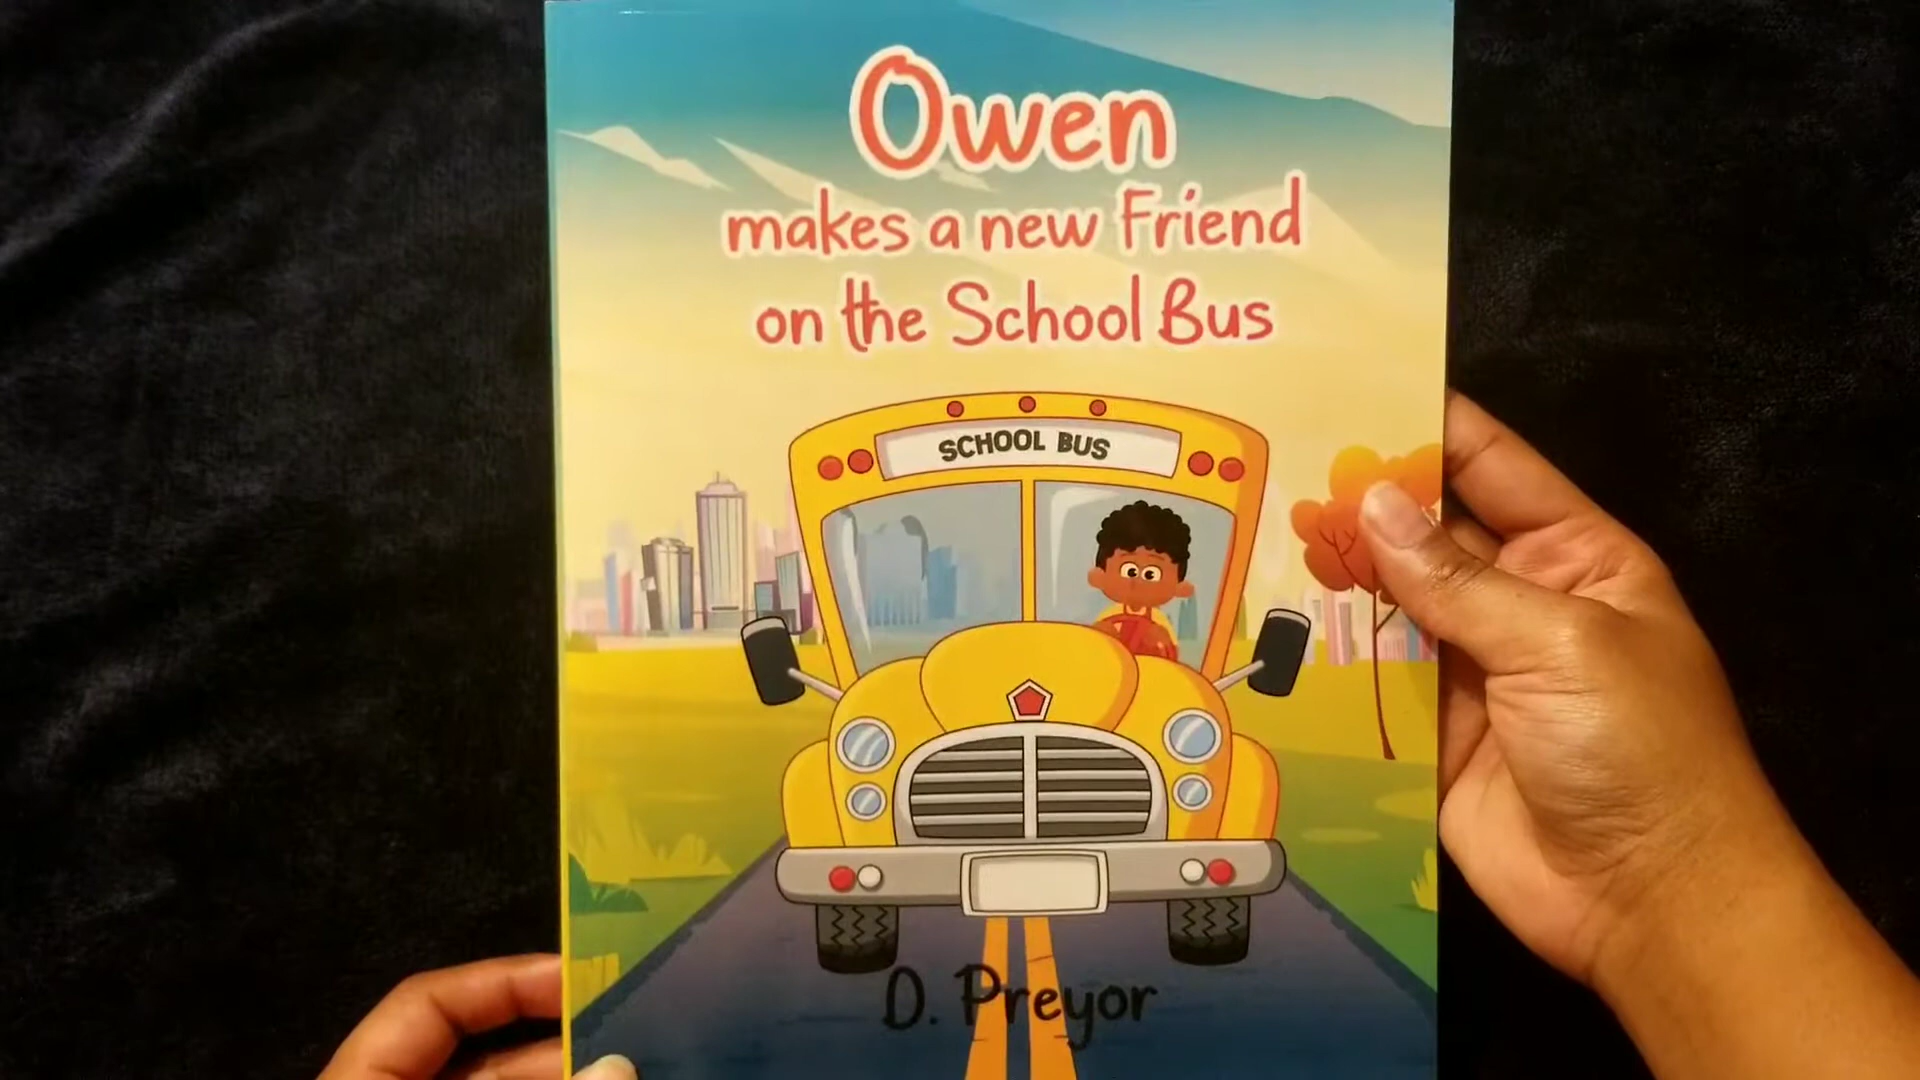 Owen
makes a new Friend
on the School Bus
SCHOOL BUS
D. Preyor